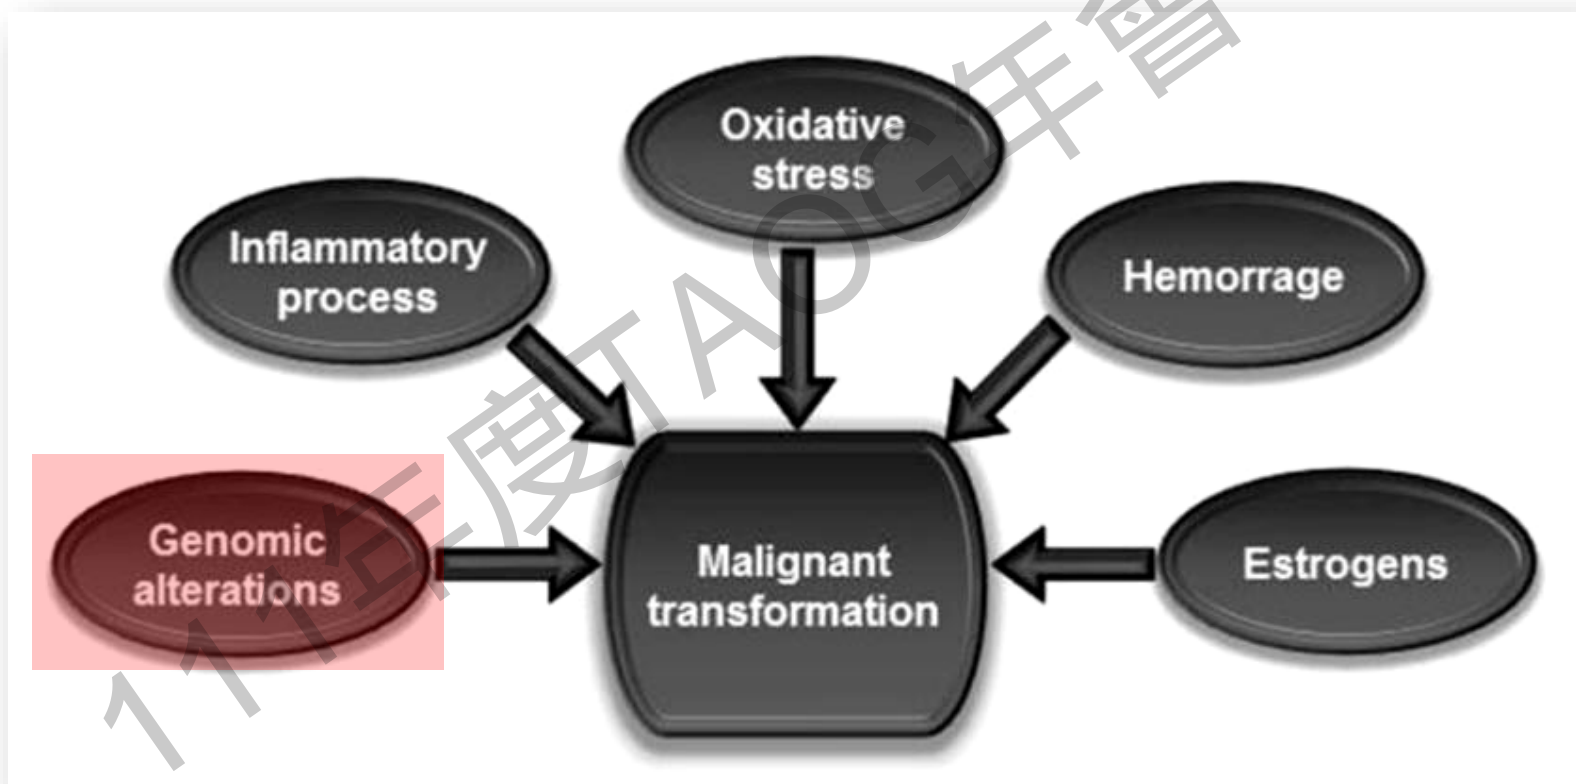 Oxidative
stress
Inflammatory
process
Hemorrage
Genomic
alterations
Malignant
transformation
Estrogens
111年度TAOG年會